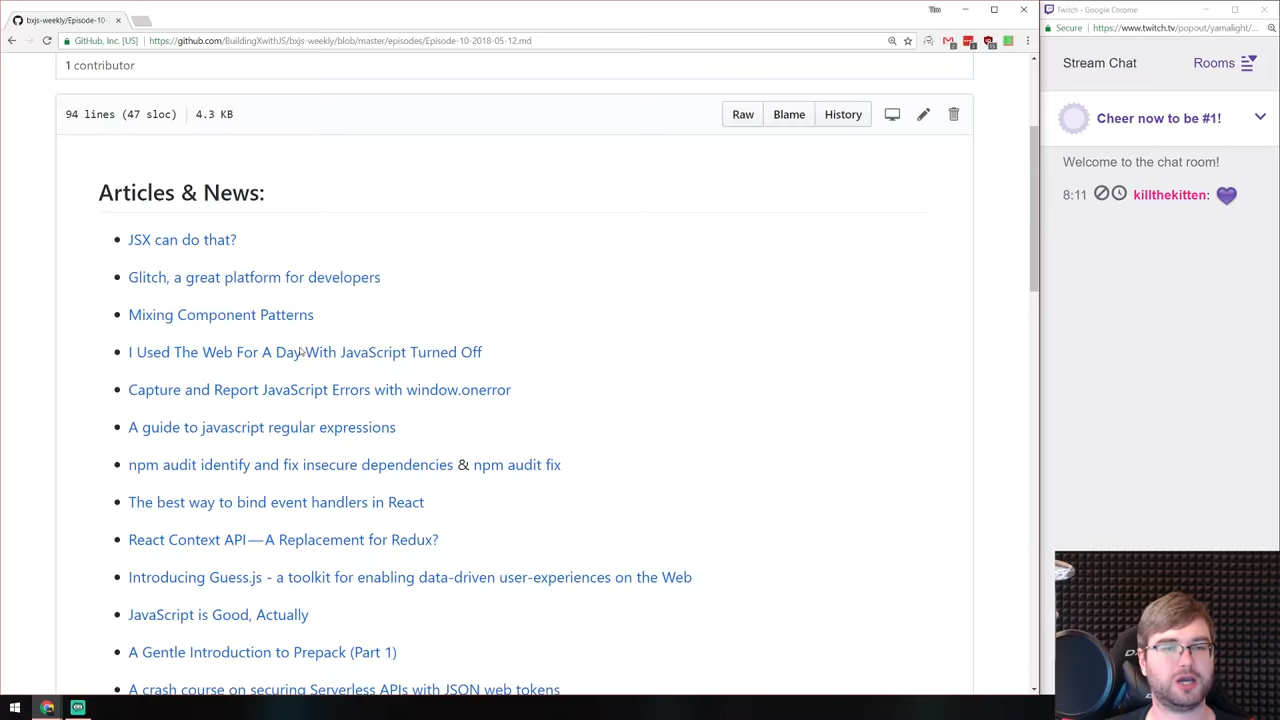 bxjs-weekly/Episode-10-
Tim
GitHub, Inc. [US]
https://github.com/BuildingXwithJS/bxjs-weekly/blob/master/episodes/Episode-10-2018-05-12.md
1 contributor
94 lines (47 sloc)
4.3 KB
Raw
Blame
History
Articles & News:
JSX can do that?
Glitch, a great platform for developers
Mixing Component Patterns
I Used The Web For A Day With JavaScript Turned Off
Capture and Report JavaScript Errors with window.onerror
A guide to javascript regular expressions
npm audit identify and fix insecure dependencies & npm audit fix
The best way to bind event handlers in React
React Context API — A Replacement for Redux?
Introducing Guess.js - a toolkit for enabling data-driven user-experiences on the Web
JavaScript is Good, Actually
A Gentle Introduction to Prepack (Part 1)
A crash course on securing Serverless APIs with JSON web tokens
Twitch - Google Chrome
Secure
https://www.twitch.tv/popout/yamalight/...
Stream Chat
Rooms
Cheer now to be #1!
Welcome to the chat room!
8:11 killthekitten: